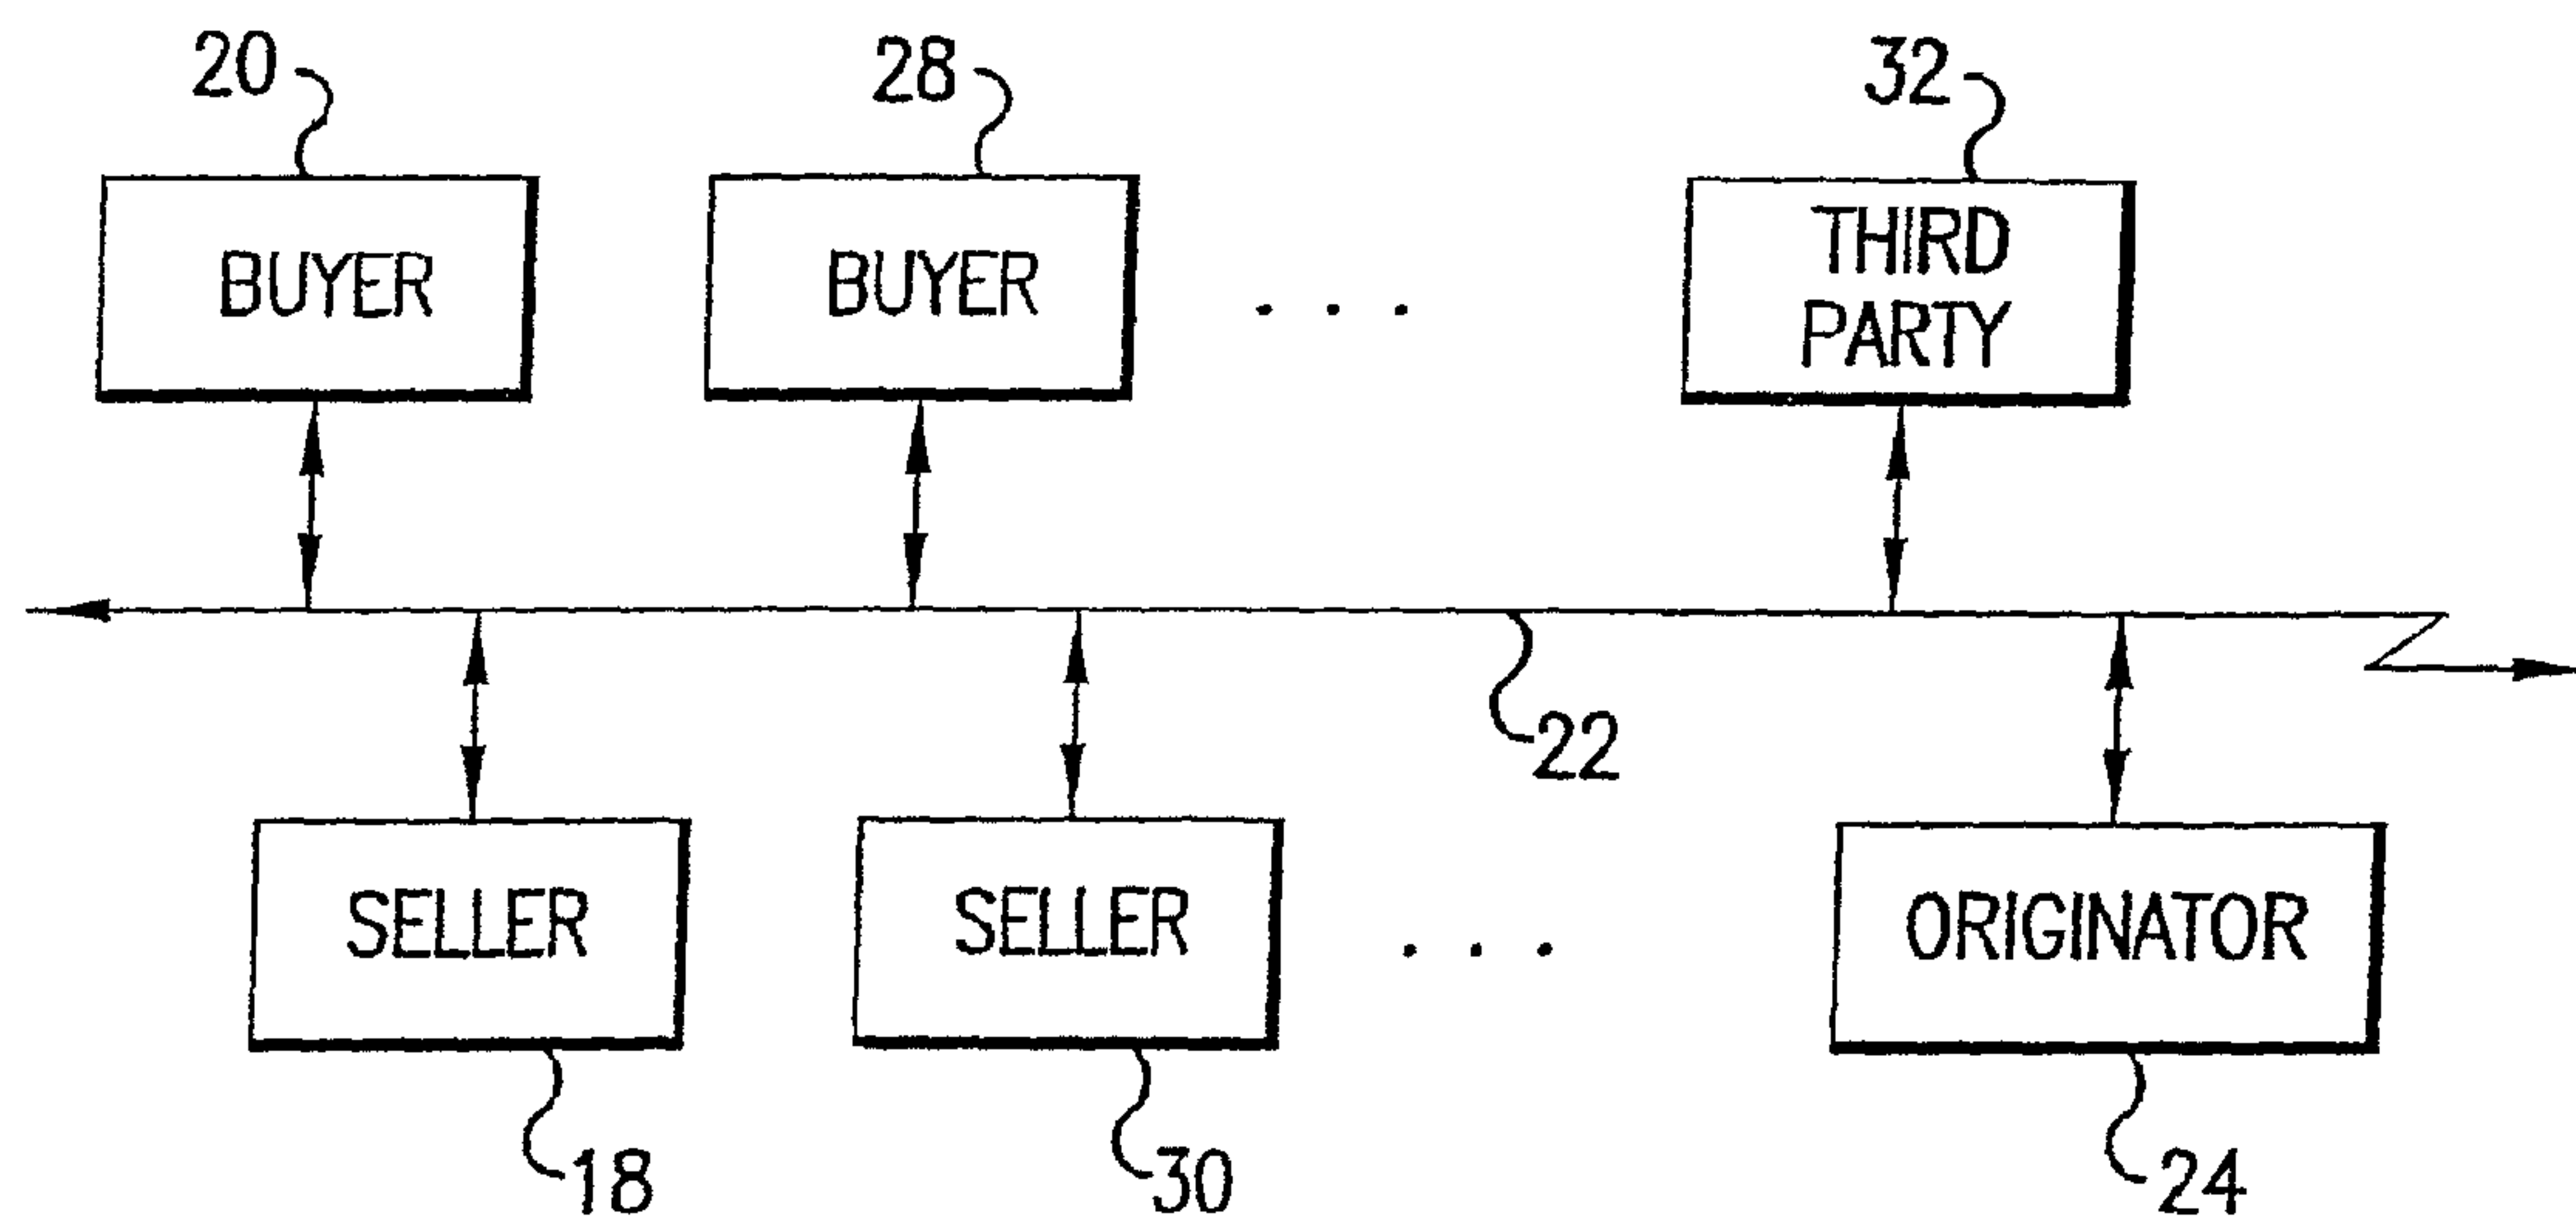 20
28
32
BUYER
BUYER
. . .
THIRD
PARTY
22
SELLER
SELLER
. . .
ORIGINATOR
18
30
24